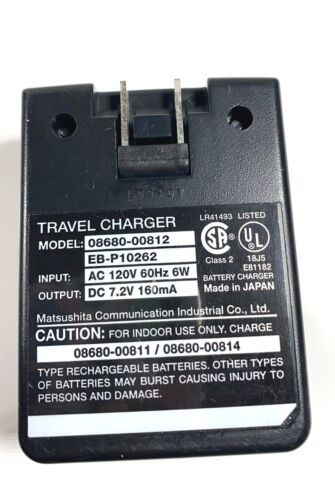 TRAVEL CHARGER
MODEL: 08680-00812
EB-P10262
INPUT: AC 120V 60Hz 6W
OUTPUT: DC 7.2V 160mA
LR41493 LISTED
SA UL
Class 2 18J5
E81182
BATTERY CHARGER
Made in JAPAN
Matsushita Communication Industrial Co., Ltd.
CAUTION: FOR INDOOR USE ONLY. CHARGE
08680-00811 / 08680-00814
TYPE RECHARGEABLE BATTERIES. OTHER TYPES
OF BATTERIES MAY BURST CAUSING INJURY TO
PERSONS AND DAMAGE.